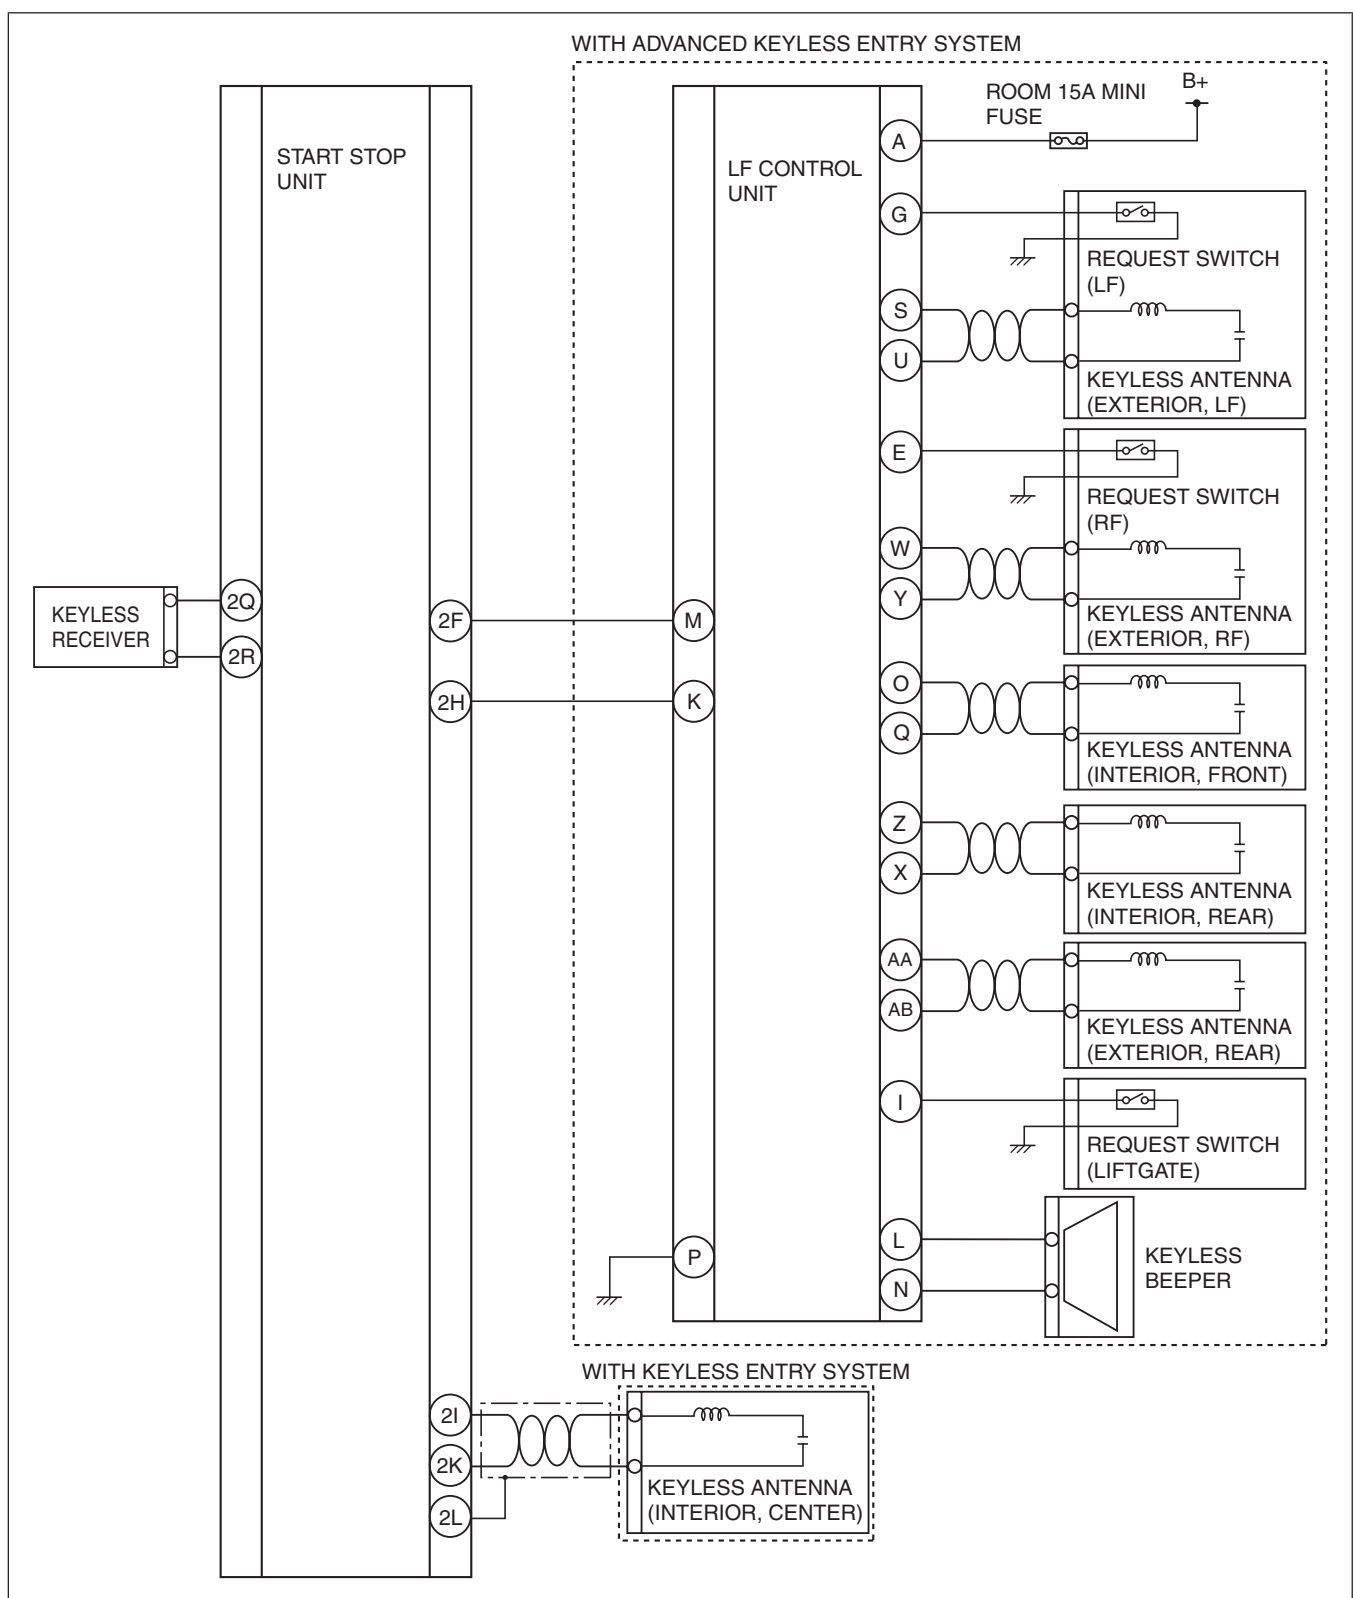 WITH ADVANCED KEYLESS ENTRY SYSTEM
START STOP
UNIT
LF CONTROL
UNIT
ROOM 15A MINI
FUSE
B+
A
G
REQUEST SWITCH
(LF)
S
U
KEYLESS ANTENNA
(EXTERIOR, LF)
E
REQUEST SWITCH
(RF)
W
Y
KEYLESS ANTENNA
(EXTERIOR, RF)
KEYLESS
RECEIVER
2Q
2R
2F
M
2H
K
O
Q
KEYLESS ANTENNA
(INTERIOR, FRONT)
Z
X
KEYLESS ANTENNA
(INTERIOR, REAR)
AA
AB
KEYLESS ANTENNA
(EXTERIOR, REAR)
I
REQUEST SWITCH
(LIFTGATE)
P
L
N
KEYLESS
BEEPER
WITH KEYLESS ENTRY SYSTEM
2I
2K
2L
KEYLESS ANTENNA
(INTERIOR, CENTER)